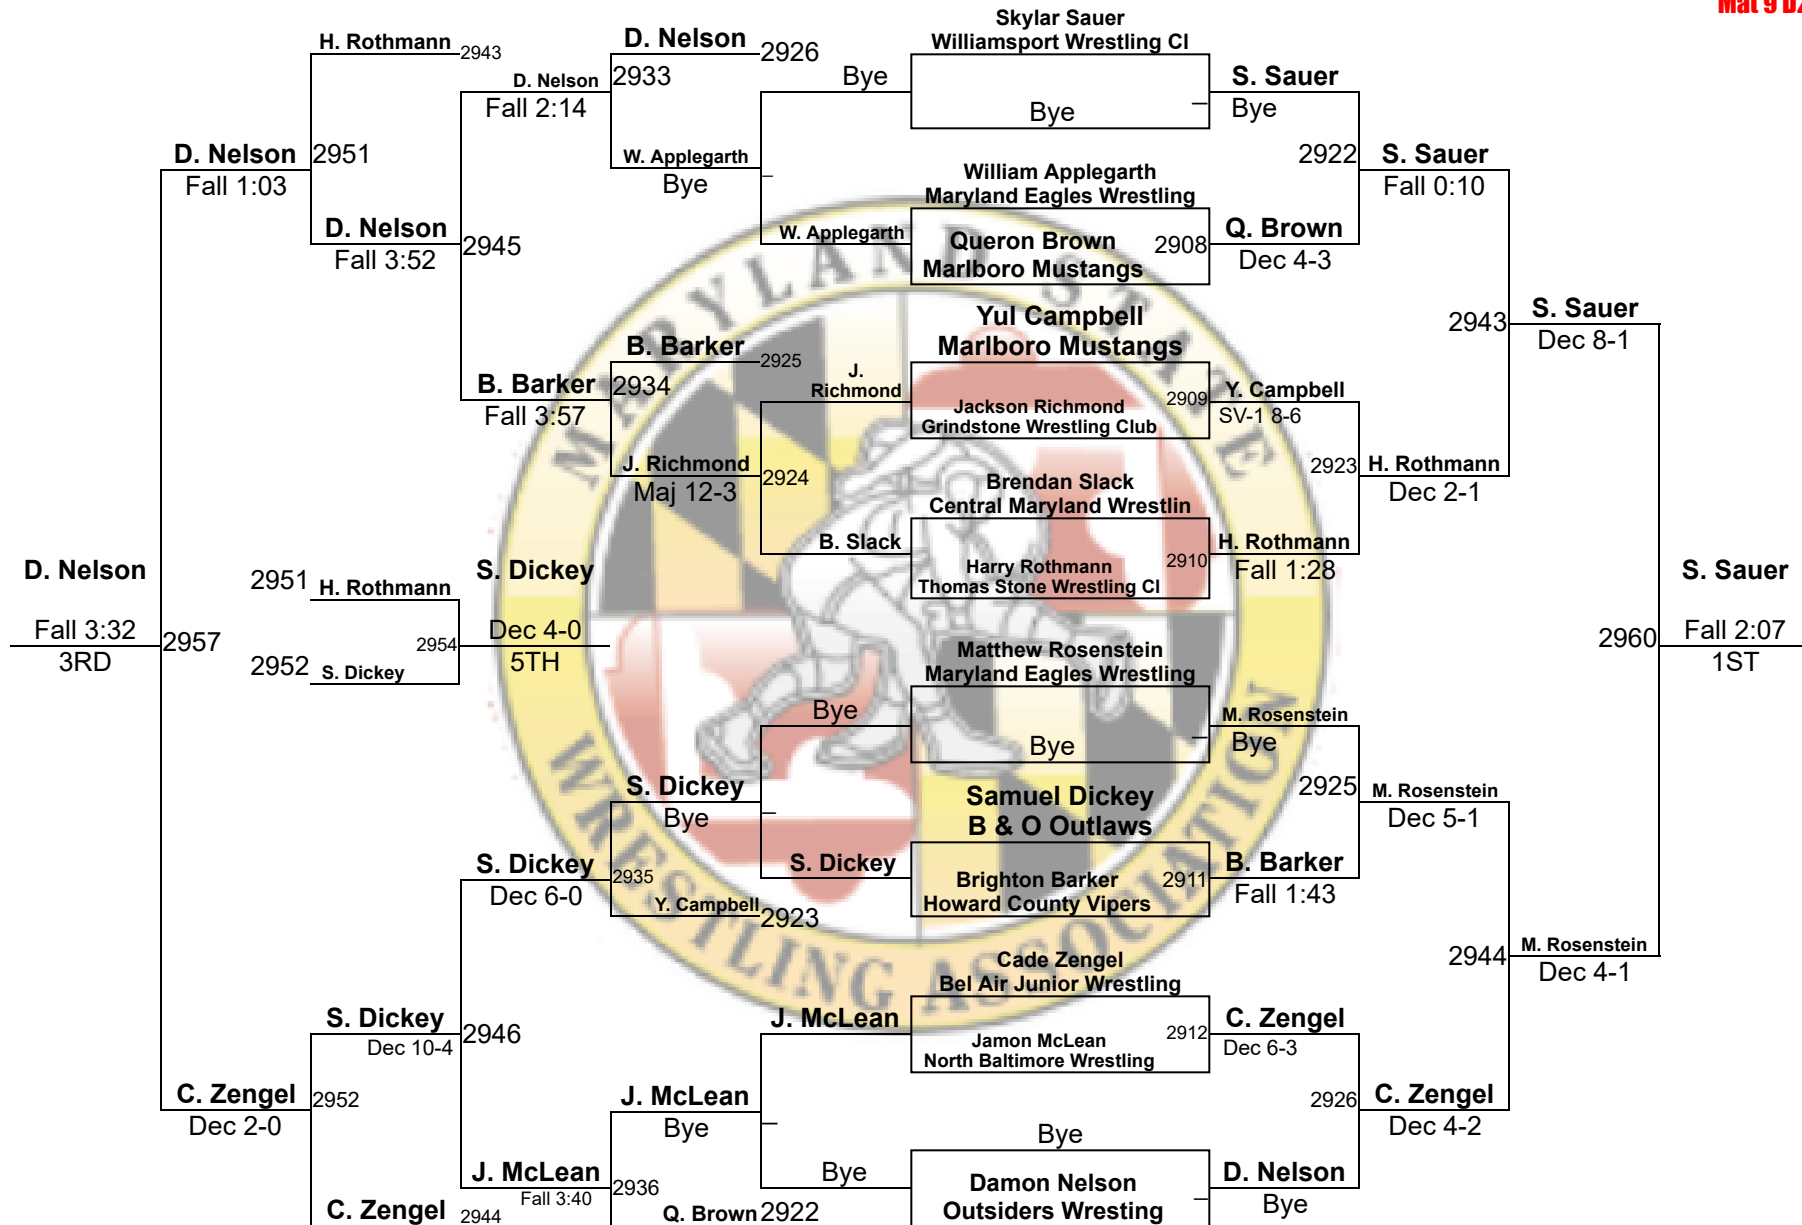 Mat 9 D2
Skylar Sauer
Williamsport Wrestling Cl
H. Rothmann 2943
D. Nelson 2926
D. Nelson 2933
Fall 2:14
Bye
Bye
S. Sauer
Bye
D. Nelson 2951
Fall 1:03
W. Applegarth
Bye
William Applegarth
Maryland Eagles Wrestling
2922 S. Sauer
Fall 0:10
D. Nelson 2945
Fall 3:52
W. Applegarth
Queron Brown 2908
Marlboro Mustangs
Q. Brown
Dec 4-3
Yul Campbell
Marlboro Mustangs
2943 S. Sauer
Dec 8-1
B. Barker 2925
B. Barker 2934
Fall 3:57
J.
Richmond
Jackson Richmond 2909
Grindstone Wrestling Club
Y. Campbell
SV-1 8-6
J. Richmond 2924
Maj 12-3
Brendan Slack
Central Maryland Wrestlin
2923 H. Rothmann
Dec 2-1
B. Slack
Harry Rothmann 2910
Thomas Stone Wrestling Cl
H. Rothmann
Fall 1:28
D. Nelson
Fall 3:32
3RD
2957
2951 H. Rothmann
2952 S. Dickey
2954
S. Dickey
Dec 4-0
5TH
Matthew Rosenstein
Maryland Eagles Wrestling
2960
S. Sauer
Fall 2:07
1ST
Bye
Bye
M. Rosenstein
Bye
S. Dickey
Bye
Samuel Dickey
B & O Outlaws
2925 M. Rosenstein
Dec 5-1
S. Dickey 2935
Dec 6-0
S. Dickey
Brighton Barker 2911
Howard County Vipers
B. Barker
Fall 1:43
Y. Campbell 2923
Cade Zengel
Bel Air Junior Wrestling
2944 M. Rosenstein
Dec 4-1
S. Dickey 2946
Dec 10-4
J. McLean
Jamon McLean 2912
North Baltimore Wrestling
C. Zengel
Dec 6-3
C. Zengel 2952
Dec 2-0
J. McLean
Bye
Bye
2926 C. Zengel
Dec 4-2
J. McLean 2936
Fall 3:40
Bye
Damon Nelson
Outsiders Wresting
D. Nelson
Bye
C. Zengel 2944
Q. Brown 2922
MARYLAND STATE
WRESTLING ASSOCIATION